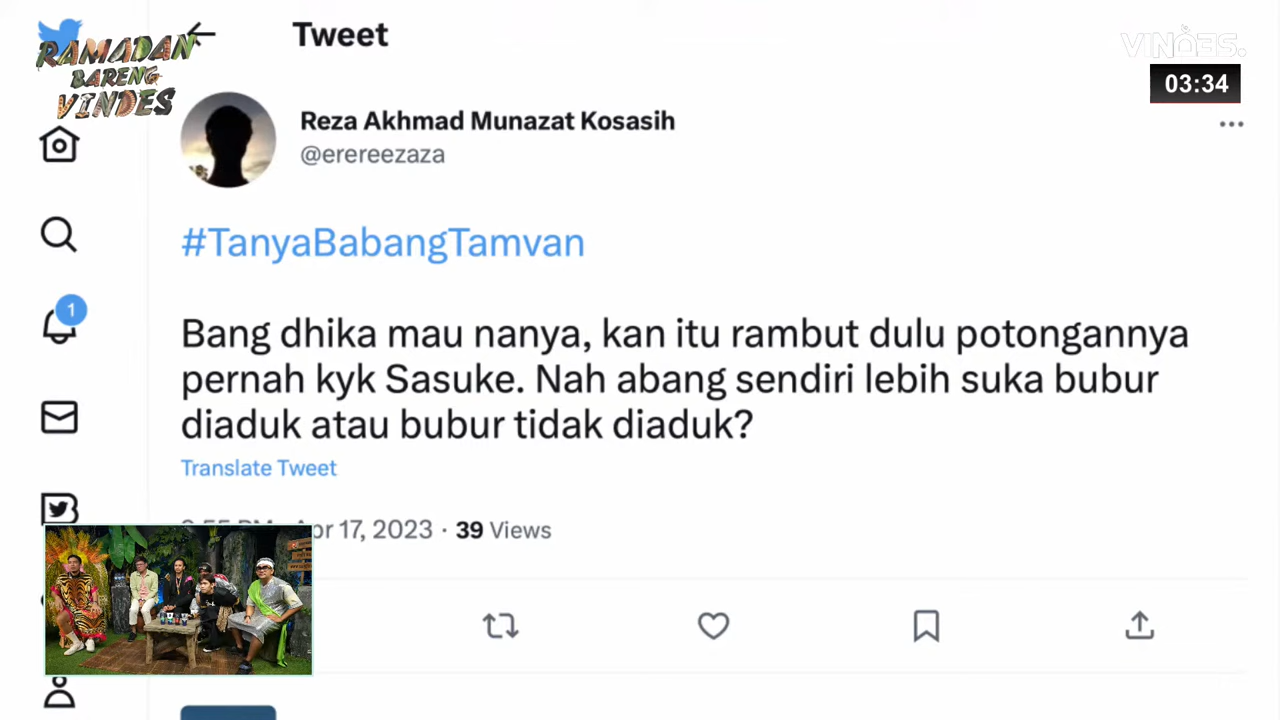 RAMADAN
BARENG
VINDES
Tweet
VINDES.
03:34
Reza Akhmad Munazat Kosasih
@erereezaza
#TanyaBabangTamvan
1
Bang dhika mau nanya, kan itu rambut dulu potongannya
pernah kyk Sasuke. Nah abang sendiri lebih suka bubur
diaduk atau bubur tidak diaduk?
Translate Tweet
17, 2023 · 39 Views